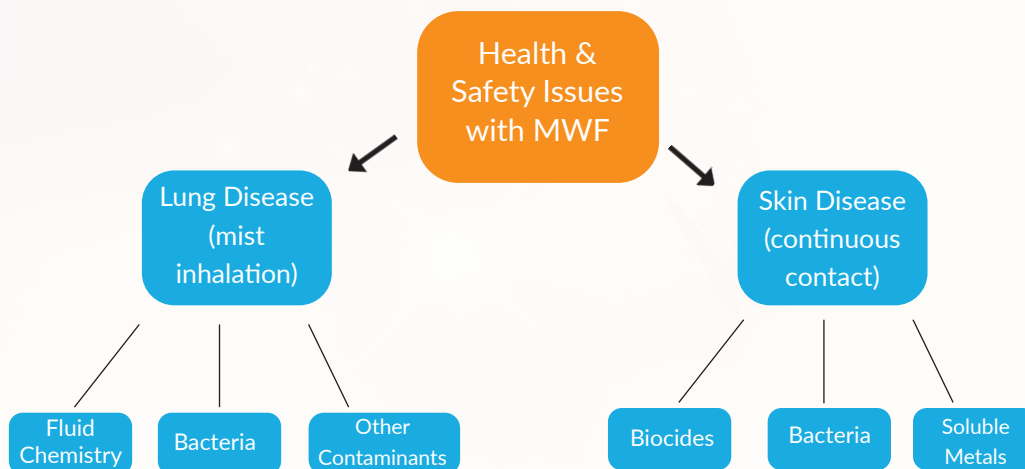 Health &
Safety Issues
with MWF
Lung Disease
(mist
inhalation)
Skin Disease
(continuous
contact)
Fluid
Chemistry
Bacteria
Other
Contaminants
Biocides
Bacteria
Soluble
Metals